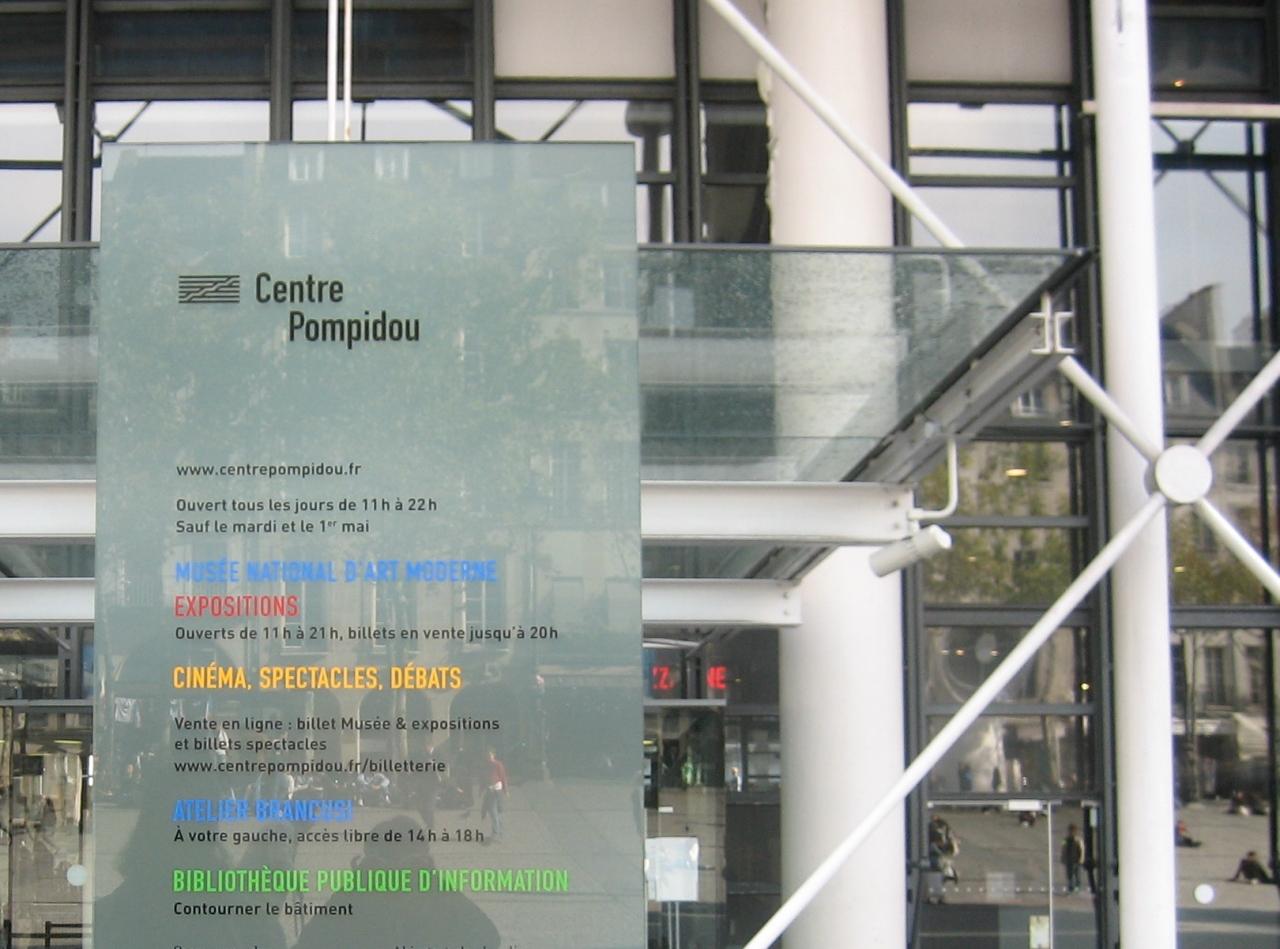 Centre
Pompidou
www.centrepompidou.fr
Ouvert tous les jours de 11h à 22h
Sauf le mardi et le 1er mai
MUSÉE NATIONAL D'ART MODERNE
EXPOSITIONS
Ouverts de 11h à 21h, billets en vente jusqu'à 20h
CINÉMA, SPECTACLES, DÉBATS
Vente en ligne : billet Musée & expositions
et billets spectacles
www.centrepompidou.fr/billetterie
ATELIER BRANCUSI
À votre gauche, accès libre de 14h à 18h
BIBLIOTHÈQUE PUBLIQUE D'INFORMATION
Contourner le bâtiment